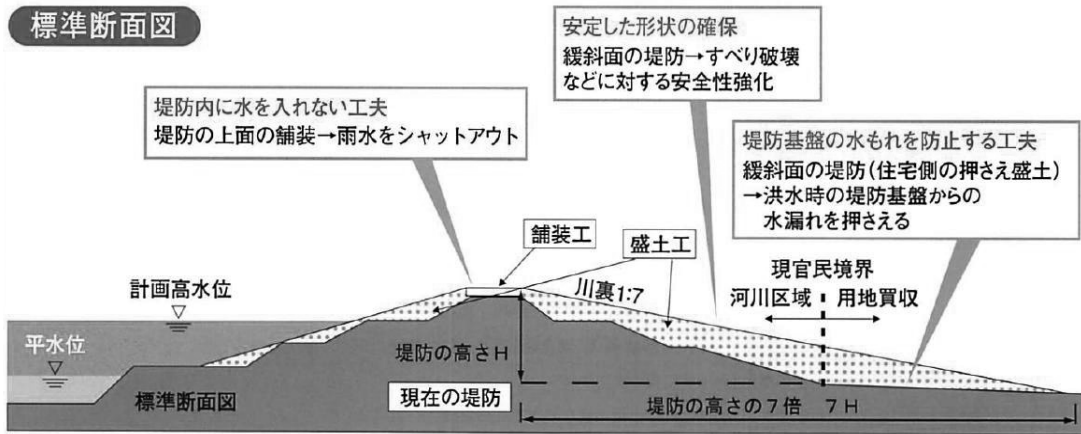 標準断面図
安定した形状の確保
緩斜面の堤防→すべり破壊
などに対する安全性強化
堤防内に水を入れない工夫
堤防の上面の舗装→雨水をシャットアウト
堤防基盤の水もれを防止する工夫
緩斜面の堤防(住宅側の押さえ盛土)
→洪水時の堤防基盤からの
水漏れを押さえる
舗装工
盛土工
現官民境界
河川区域
用地買収
計画高水位
川裏1:7
平水位
堤防の高さH
標準断面図
現在の堤防
堤防の高さの7倍 7H